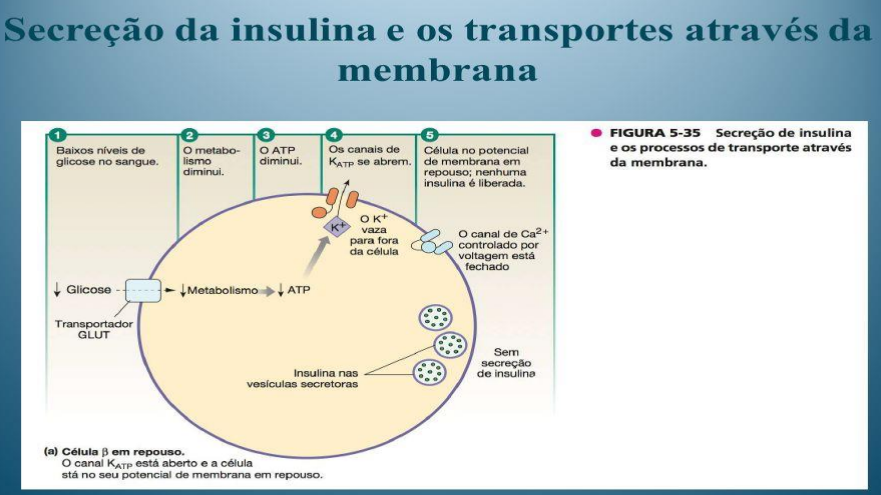 Secreção da insulina e os transportes através da
membrana
1
Baixos níveis de
glicose no sangue.
2
O metabo-
lismo
diminui.
3
O ATP
diminui.
4
Os canais de
KATP se abrem.
5
Célula no potencial
de membrana em
repouso; nenhuma
insulina é liberada.
FIGURA 5-35 Secreção de insulina
e os processos de transporte através
da membrana.
K+
O K+
vaza
para fora
da célula
O canal de Ca2+
controlado por
voltagem está
fechado
↓ Glicose
↓Metabolismo
↓ ATP
Transportador
GLUT
Insulina nas
vesículas secretoras
Sem
secreção
de insulina
(a) Célula β em repouso.
O canal KATP está aberto e a célula
stá no seu potencial de membrana em repouso.